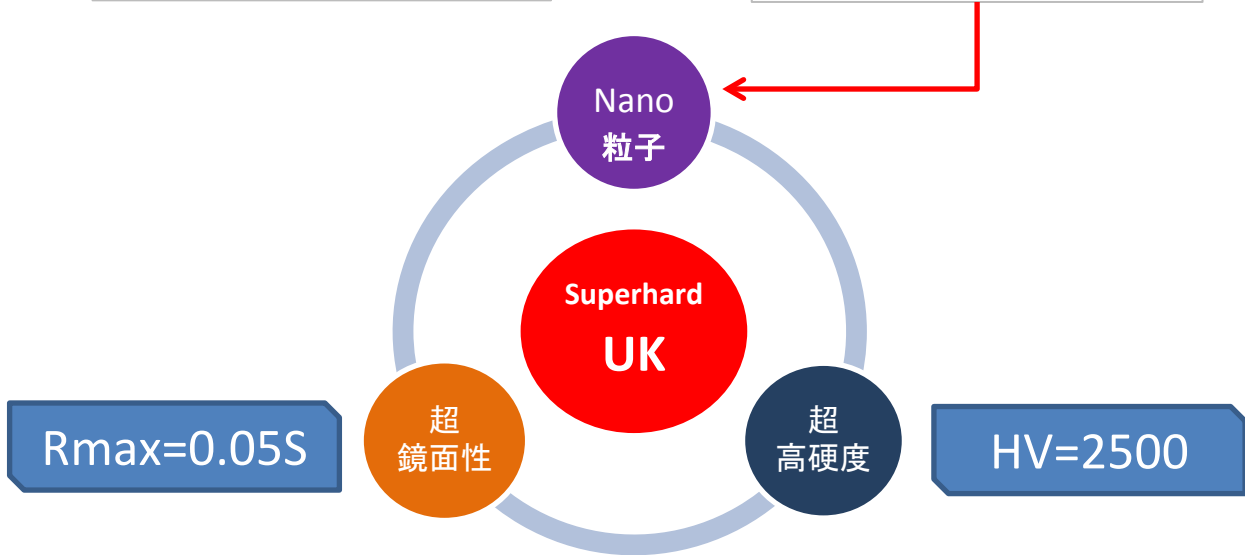 Nano
粒子
Superhard
UK
超
鏡面性
超
高硬度
Rmax=0.05S
HV=2500